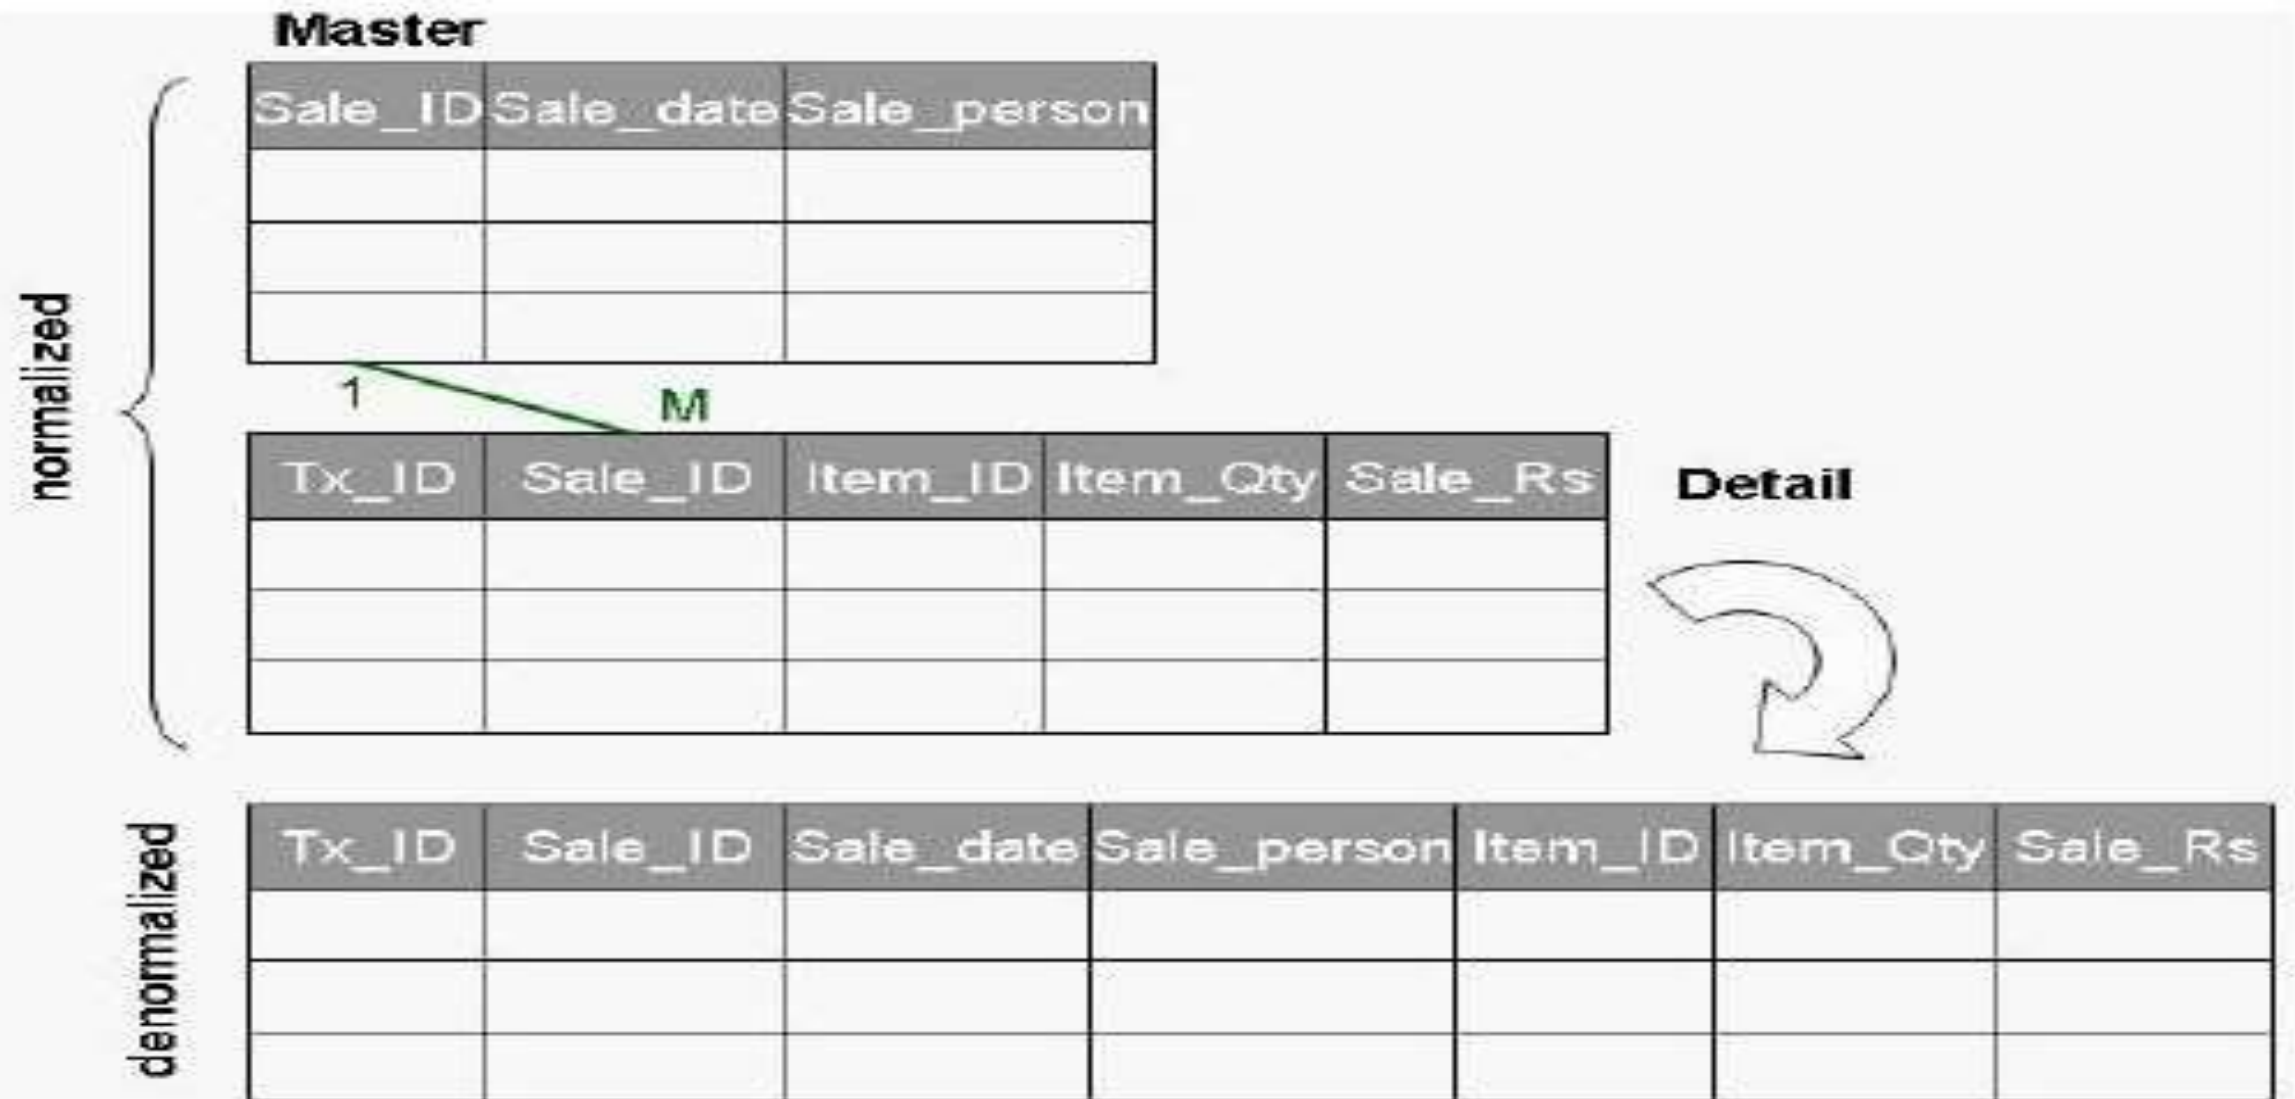 Master
Sale_ID Sale_date Sale_person
normalized
1 M
Tx_ID Sale_ID Item_ID Item_Qty Sale_Rs
Detail
denormalized
Tx_ID Sale_ID Sale_date Sale_person Item_ID Item_Qty Sale_Rs